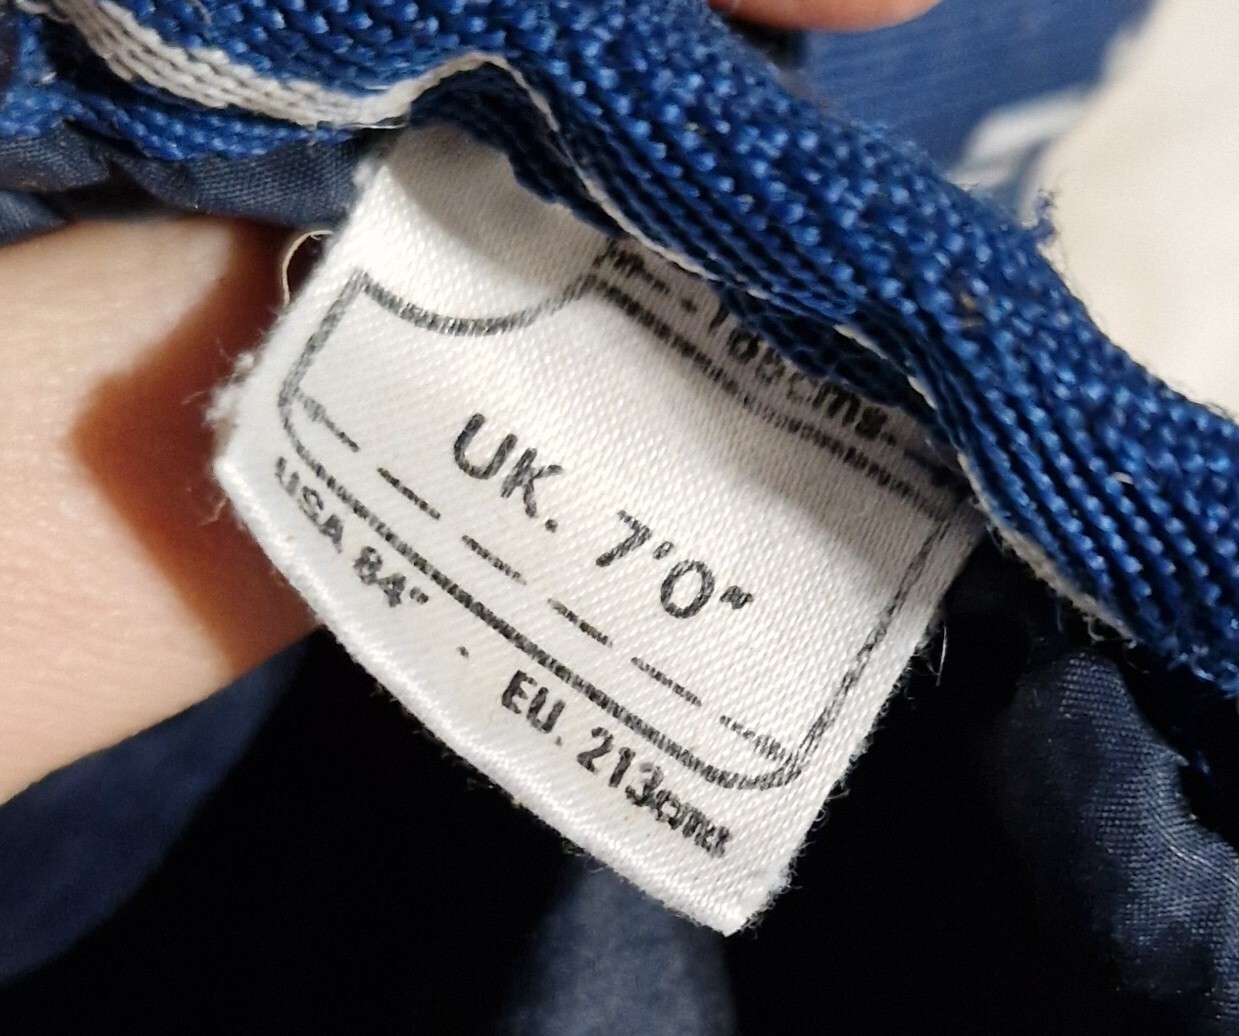 UK. 7'0"
USA 84" . EU. 213cms